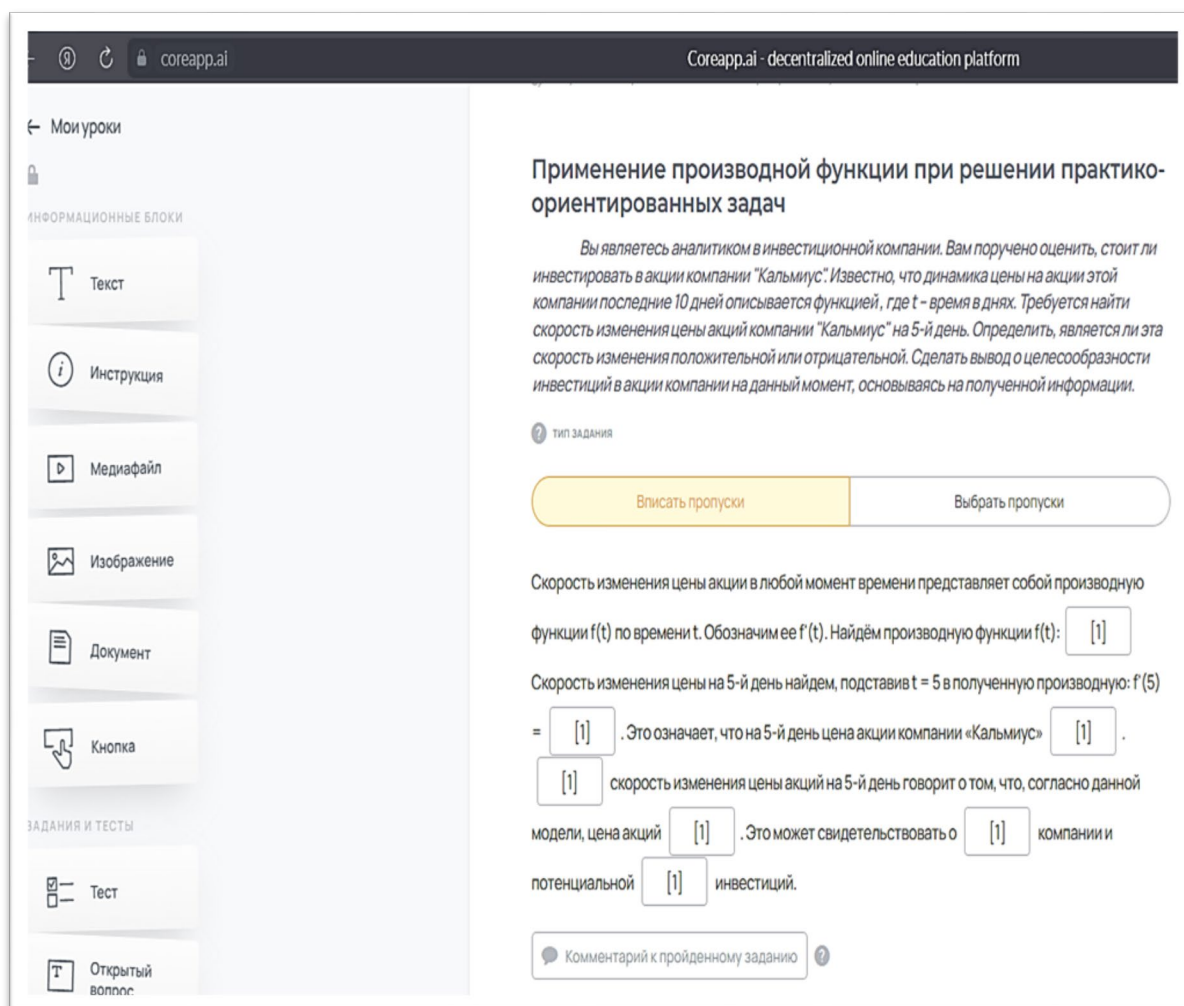 coreapp.ai
Coreapp.ai - decentralized online education platform
← Мои уроки
ИНФОРМАЦИОННЫЕ БЛОКИ
Текст
Инструкция
Медиафайл
Изображение
Документ
Кнопка
ЗАДАНИЯ И ТЕСТЫ
Тест
Открытый
вопрос
Применение производной функции при решении практико-
ориентированных задач
Вы являетесь аналитиком в инвестиционной компании. Вам поручено оценить, стоит ли
инвестировать в акции компании "Кальмиус". Известно, что динамика цены на акции этой
компании последние 10 дней описывается функцией , где t – время в днях. Требуется найти
скорость изменения цены акций компании "Кальмиус" на 5-й день. Определить, является ли эта
скорость изменения положительной или отрицательной. Сделать вывод о целесообразности
инвестиций в акции компании на данный момент, основываясь на полученной информации.
? ТИП ЗАДАНИЯ
Вписать пропуски
Выбрать пропуски
Скорость изменения цены акции в любой момент времени представляет собой производную
функции f(t) по времени t. Обозначим ее f'(t). Найдём производную функции f(t): [1]
Скорость изменения цены на 5-й день найдем, подставив t = 5 в полученную производную: f'(5)
= [1] . Это означает, что на 5-й день цена акции компании «Кальмиус» [1] .
[1] скорость изменения цены акций на 5-й день говорит о том, что, согласно данной
модели, цена акций [1] . Это может свидетельствовать о [1] компании и
потенциальной [1] инвестиций.
Комментарий к пройденному заданию ?